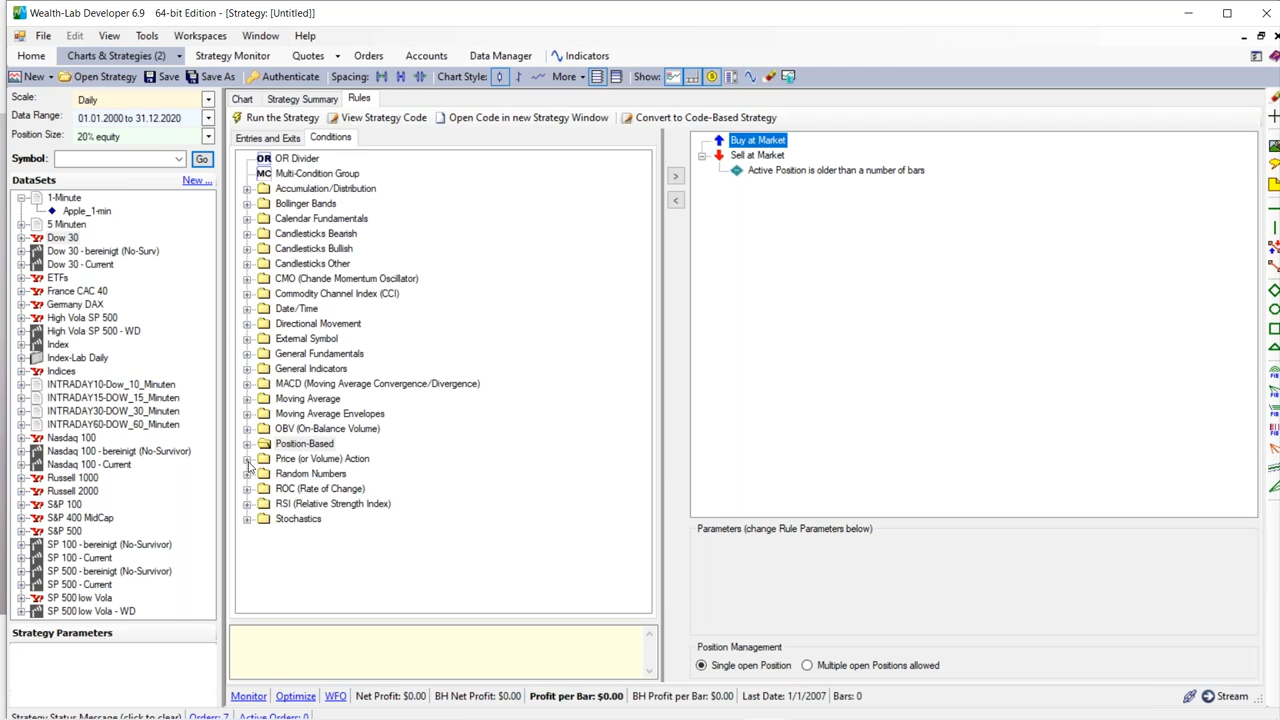 Wealth-Lab Developer 6.9 64-bit Edition - [Strategy: [Untitled]]
File Edit View Tools Workspaces Window Help
Home Charts & Strategies (2) Strategy Monitor Quotes Orders Accounts Data Manager Indicators
New Open Strategy Save Save As Authenticate Spacing: Chart Style: More Show:
Scale: Daily
Data Range: 01.01.2000 to 31.12.2020
Position Size: 20% equity
Symbol: Go
DataSets New ...
1-Minute
Apple_1-min
5 Minuten
Dow 30
Dow 30 - bereinigt (No-Surv)
Dow 30 - Current
ETFs
France CAC 40
Germany DAX
High Vola SP 500
High Vola SP 500 - WD
Index
Index-Lab Daily
Indices
INTRADAY10-Dow_10_Minuten
INTRADAY15-DOW_15_Minuten
INTRADAY30-DOW_30_Minuten
INTRADAY60-DOW_60_Minuten
Nasdaq 100
Nasdaq 100 - bereinigt (No-Survivor)
Nasdaq 100 - Current
Russell 1000
Russell 2000
S&P 100
S&P 400 MidCap
S&P 500
SP 100 - bereinigt (No-Survivor)
SP 100 - Current
SP 500 - bereinigt (No-Survivor)
SP 500 - Current
SP 500 low Vola
SP 500 low Vola - WD
Strategy Parameters
Chart Strategy Summary Rules
Run the Strategy View Strategy Code Open Code in new Strategy Window Convert to Code-Based Strategy
Entries and Exits Conditions
OR OR Divider
MC Multi-Condition Group
Accumulation/Distribution
Bollinger Bands
Calendar Fundamentals
Candlesticks Bearish
Candlesticks Bullish
Candlesticks Other
CMO (Chande Momentum Oscillator)
Commodity Channel Index (CCI)
Date/Time
Directional Movement
External Symbol
General Fundamentals
General Indicators
MACD (Moving Average Convergence/Divergence)
Moving Average
Moving Average Envelopes
OBV (On-Balance Volume)
Position-Based
Price (or Volume) Action
Random Numbers
ROC (Rate of Change)
RSI (Relative Strength Index)
Stochastics
>
<
Buy at Market
Sell at Market
Active Position is older than a number of bars
Parameters (change Rule Parameters below)
Position Management
Single open Position Multiple open Positions allowed
Monitor Optimize WFO Net Profit: $0.00 BH Net Profit: $0.00 Profit per Bar: $0.00 BH Profit per Bar: $0.00 Last Date: 1/1/2007 Bars: 0 Stream
Strategy Status Message (click to clear) Orders: 7 Active Orders: 0